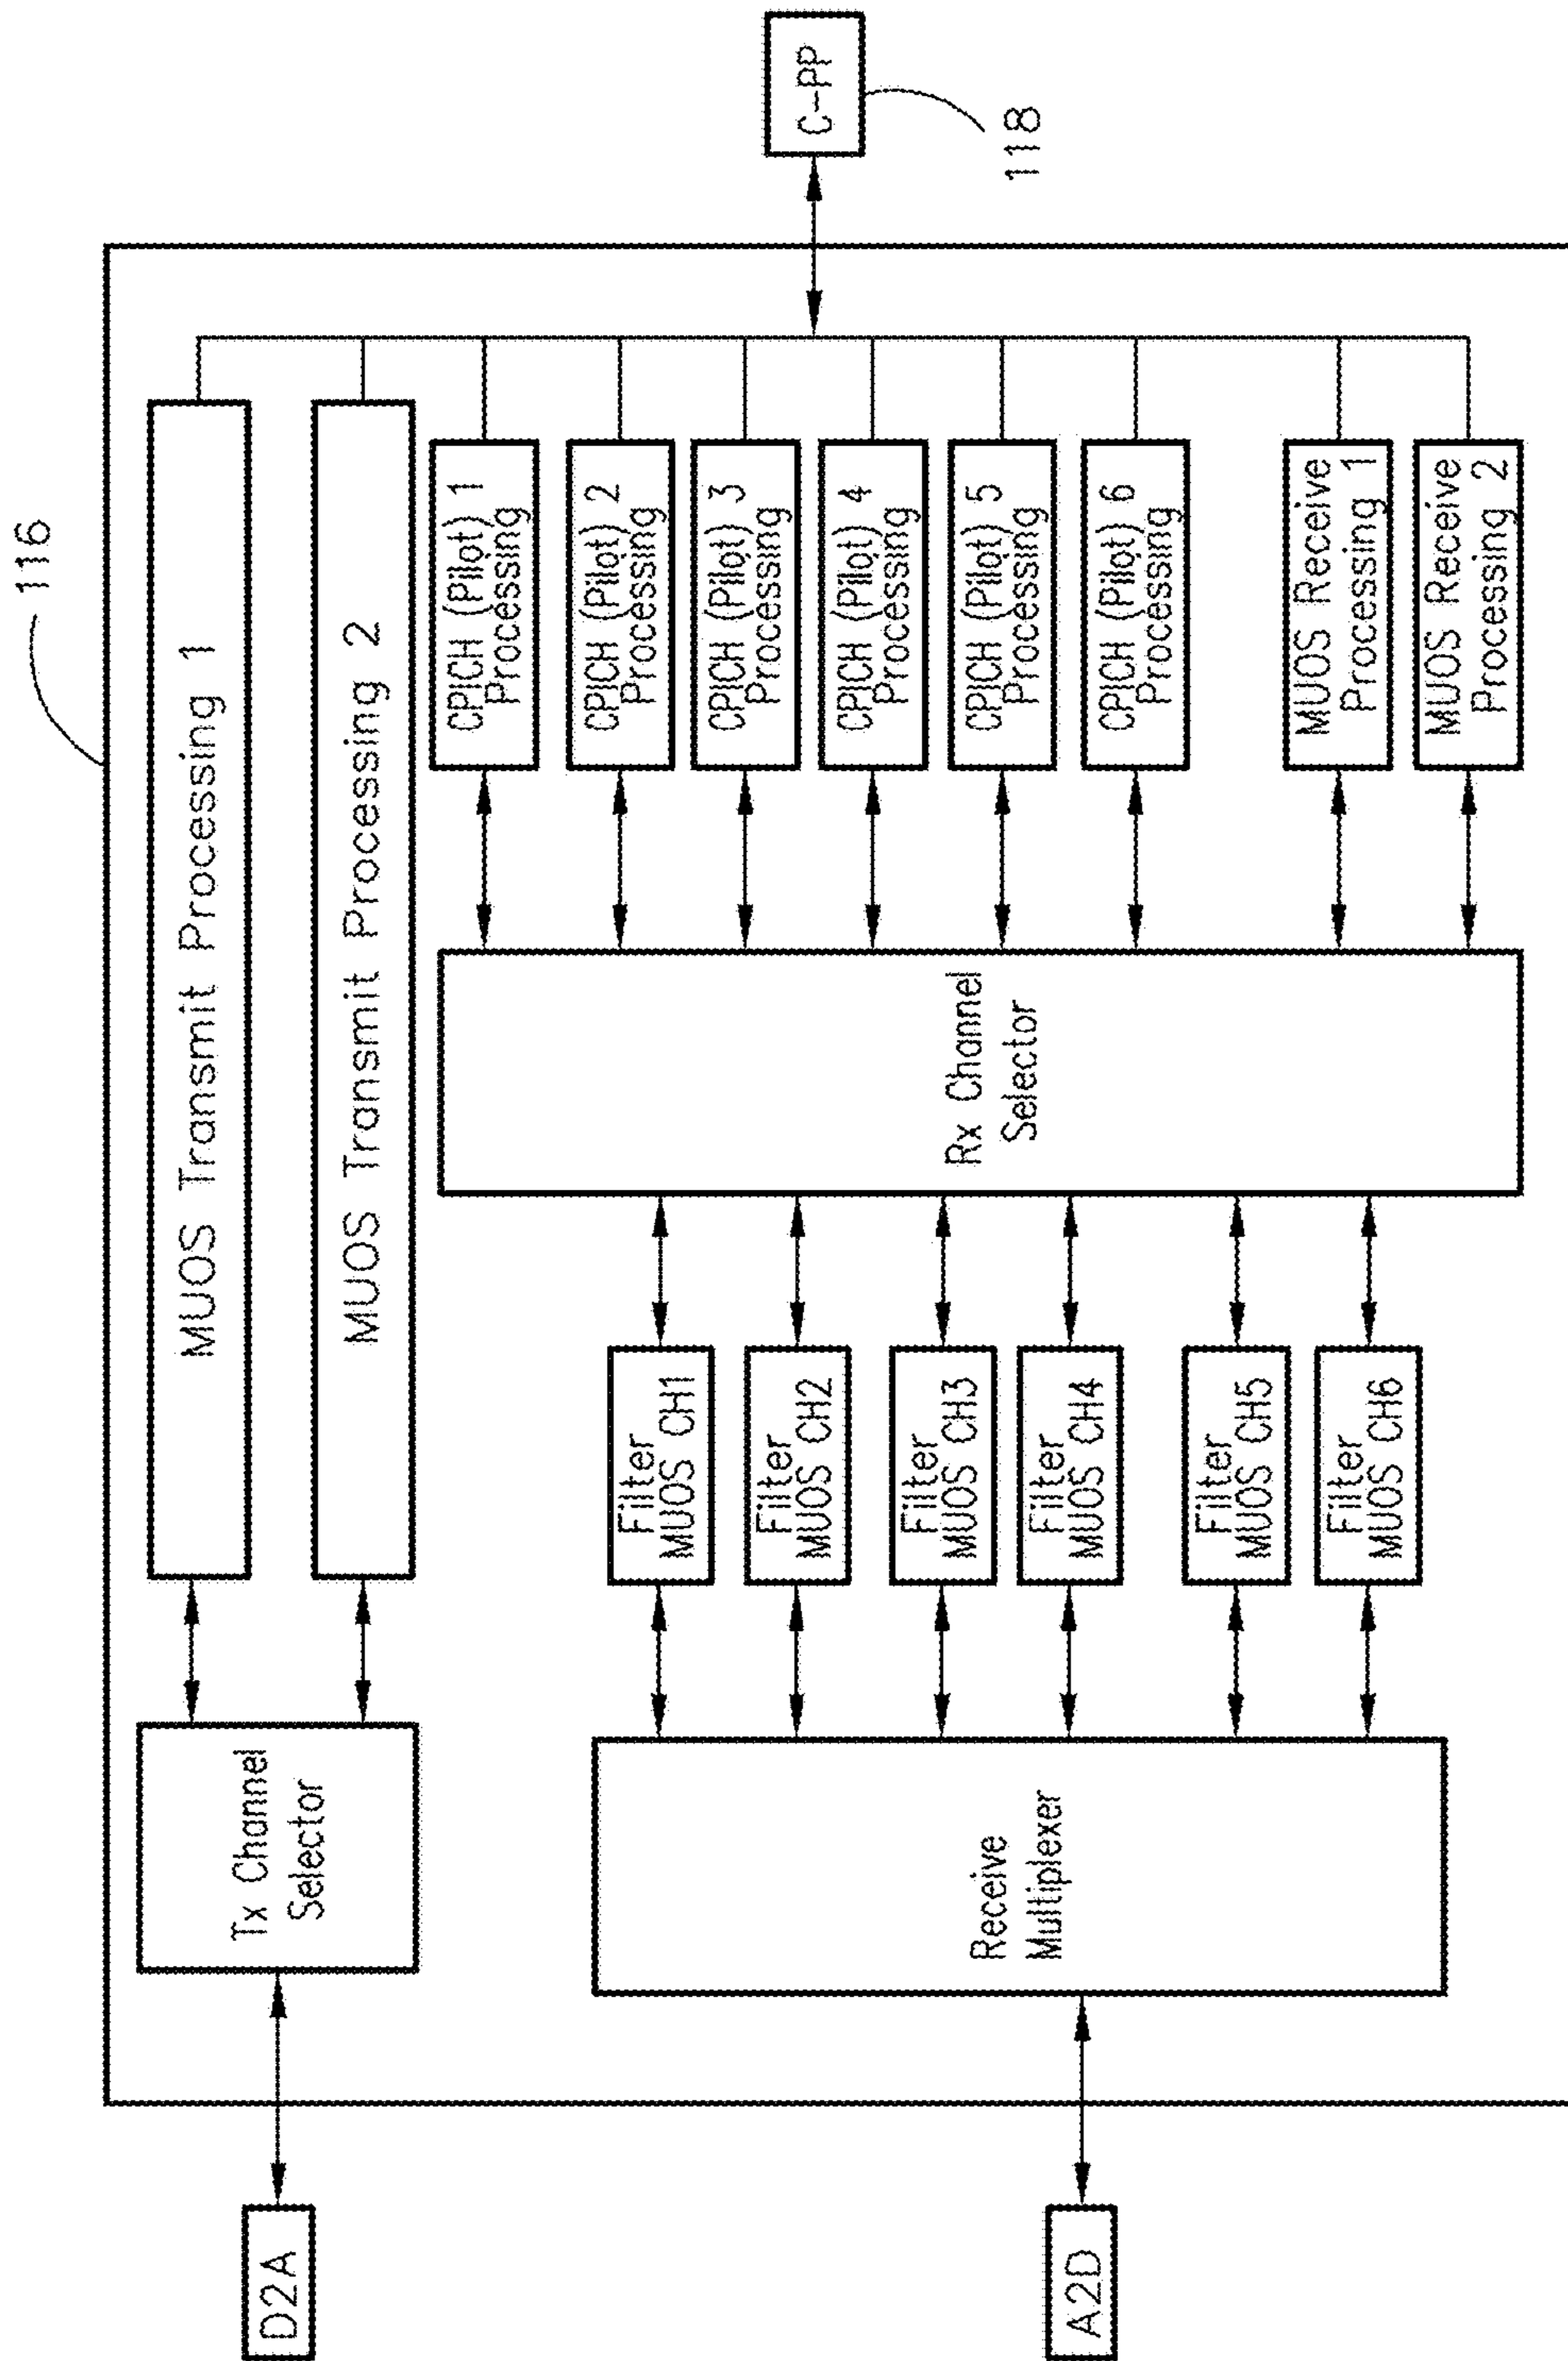 116
D2A
Tx Channel
Selector
MUOS Transmit Processing 1
MUOS Transmit Processing 2
A2D
Receive
Multiplexer
Filter
MUOS CH1
Filter
MUOS CH2
Filter
MUOS CH3
Filter
MUOS CH4
Filter
MUOS CH5
Filter
MUOS CH6
Rx Channel
Selector
CPICH (Pilot) 1
Processing
CPICH (Pilot) 2
Processing
CPICH (Pilot) 3
Processing
CPICH (Pilot) 4
Processing
CPICH (Pilot) 5
Processing
CPICH (Pilot) 6
Processing
MUOS Receive
Processing 1
MUOS Receive
Processing 2
C-PP
118